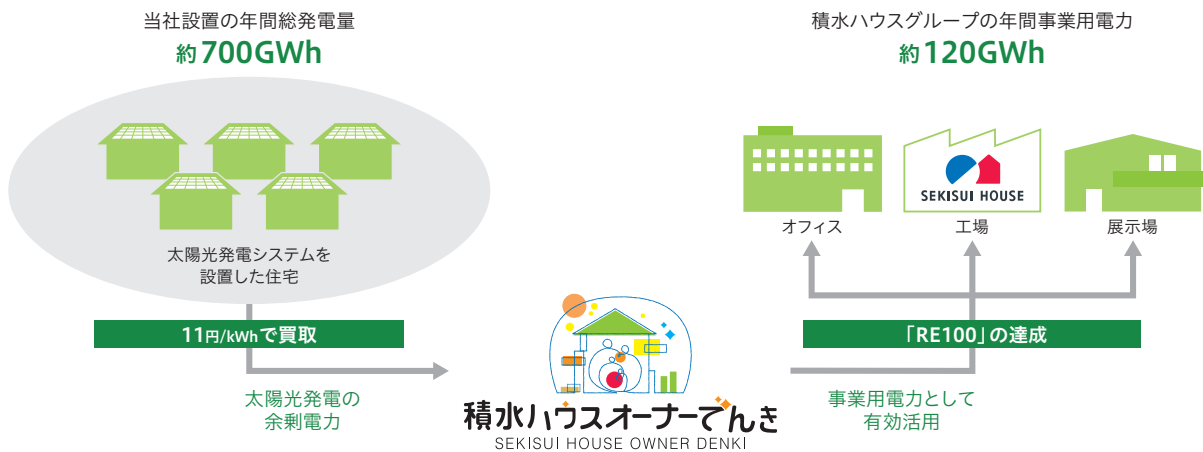 当社設置の年間総発電量
約700GWh
太陽光発電システムを
設置した住宅
11円/kWhで買取
太陽光発電の
余剰電力
積水ハウスオーナーでんき
SEKISUI HOUSE OWNER DENKI
積水ハウスグループの年間事業用電力
約120GWh
SEKISUI HOUSE
オフィス
工場
展示場
「RE100」の達成
事業用電力として
有効活用